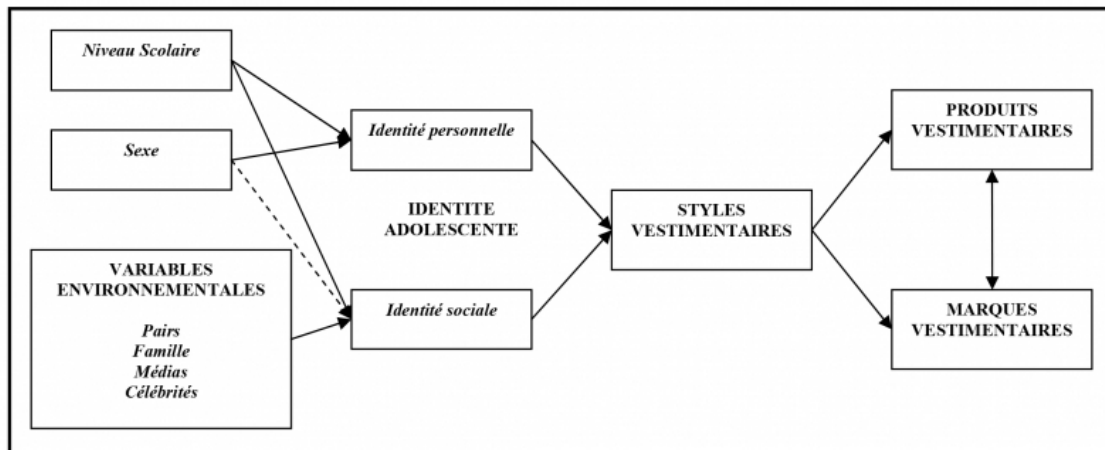 Niveau Scolaire
Sexe
VARIABLES
ENVIRONNEMENTALES
Pairs
Famille
Médias
Célébrités
Identité personnelle
IDENTITE
ADOLESCENTE
Identité sociale
STYLES
VESTIMENTAIRES
PRODUITS
VESTIMENTAIRES
MARQUES
VESTIMENTAIRES